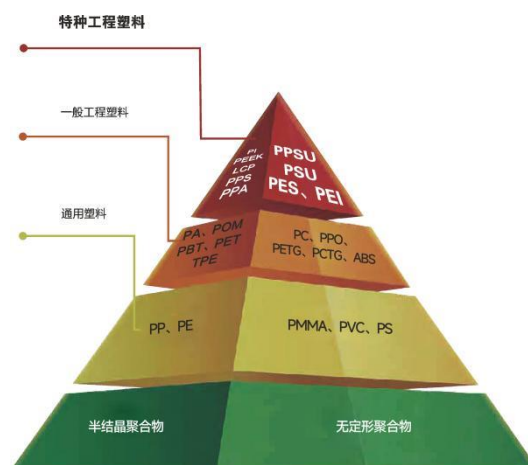 特种工程塑料
一般工程塑料
通用塑料
PI
PEEK
LCP
PPS
PPA
PPSU
PSU
PES、PEI
PA、POM
PBT、PET
TPE
PC、PPO、
PETG、PCTG、ABS
PP、PE
PMMA、PVC、PS
半结晶聚合物
无定形聚合物